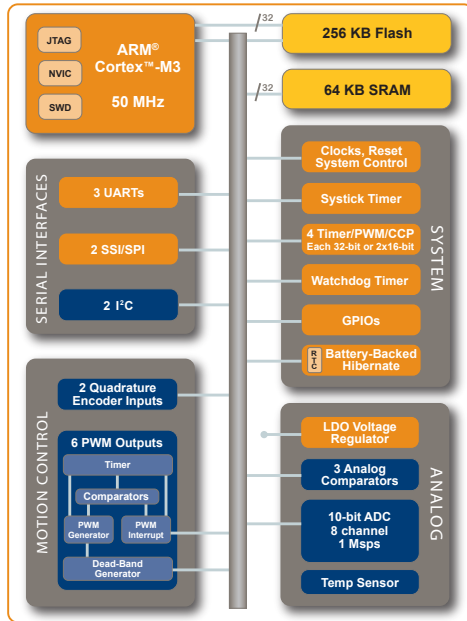 JTAG
NVIC
SWD
ARM®
Cortex™-M3
50 MHz
32
256 KB Flash
32
64 KB SRAM
SERIAL INTERFACES
3 UARTs
2 SSI/SPI
2 I²C
SYSTEM
Clocks, Reset
System Control
Systick Timer
4 Timer/PWM/CCP
Each 32-bit or 2x16-bit
Watchdog Timer
GPIOs
RTC
Battery-Backed
Hibernate
MOTION CONTROL
2 Quadrature
Encoder Inputs
6 PWM Outputs
Timer
Comparators
PWM
Generator
PWM
Interrupt
Dead-Band
Generator
ANALOG
LDO Voltage
Regulator
3 Analog
Comparators
10-bit ADC
8 channel
1 Msps
Temp Sensor